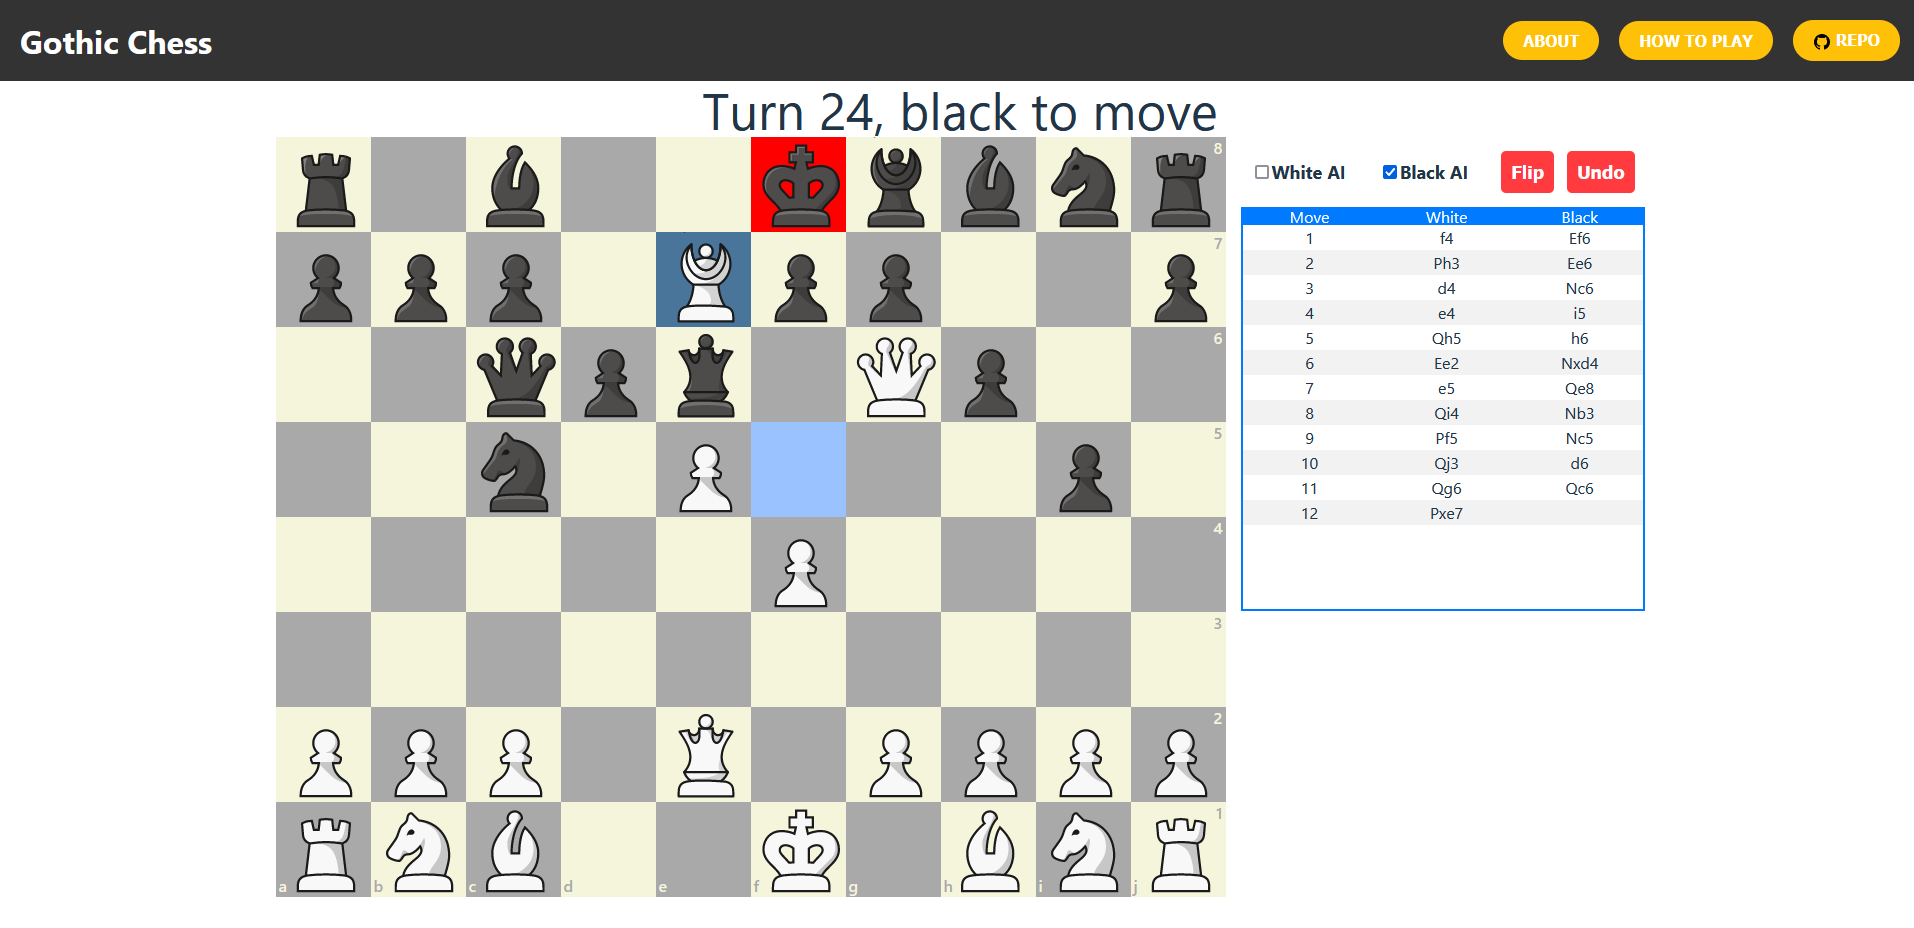 Gothic Chess
ABOUT
HOW TO PLAY
REPO
Turn 24, black to move
8
7
6
5
4
3
2
1
a b c d e f g h i j
White AI
Black AI
Flip
Undo
Move White Black
1 f4 Ef6
2 Ph3 Ee6
3 d4 Nc6
4 e4 i5
5 Qh5 h6
6 Ee2 Nxd4
7 e5 Qe8
8 Qi4 Nb3
9 Pf5 Nc5
10 Qj3 d6
11 Qg6 Qc6
12 Pxe7